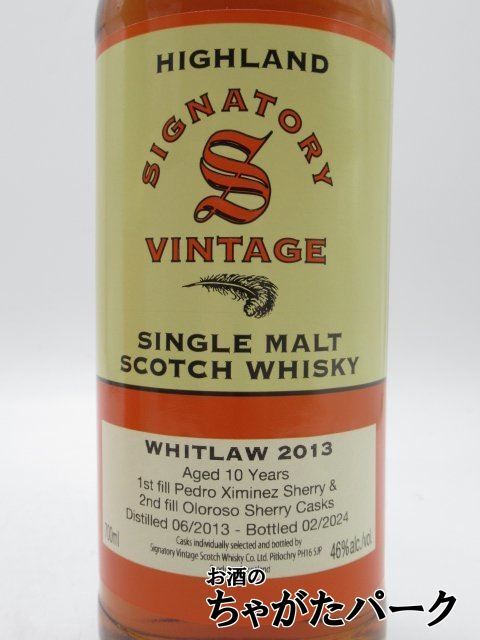 HIGHLAND
SIGNATORY
S
VINTAGE
SINGLE MALT
SCOTCH WHISKY
WHITLAW 2013
Aged 10 Years
1st fill Pedro Ximinez Sherry &
2nd fill Oloroso Sherry Casks
Distilled 06/2013 - Bottled 02/2024
Casks individually selected and bottled by
700ml Signatory Vintage Scotch Whisky Co. Ltd. Pitlochry PH16 5JP 46%alc./vol.
お酒の
ちゃがたパーク